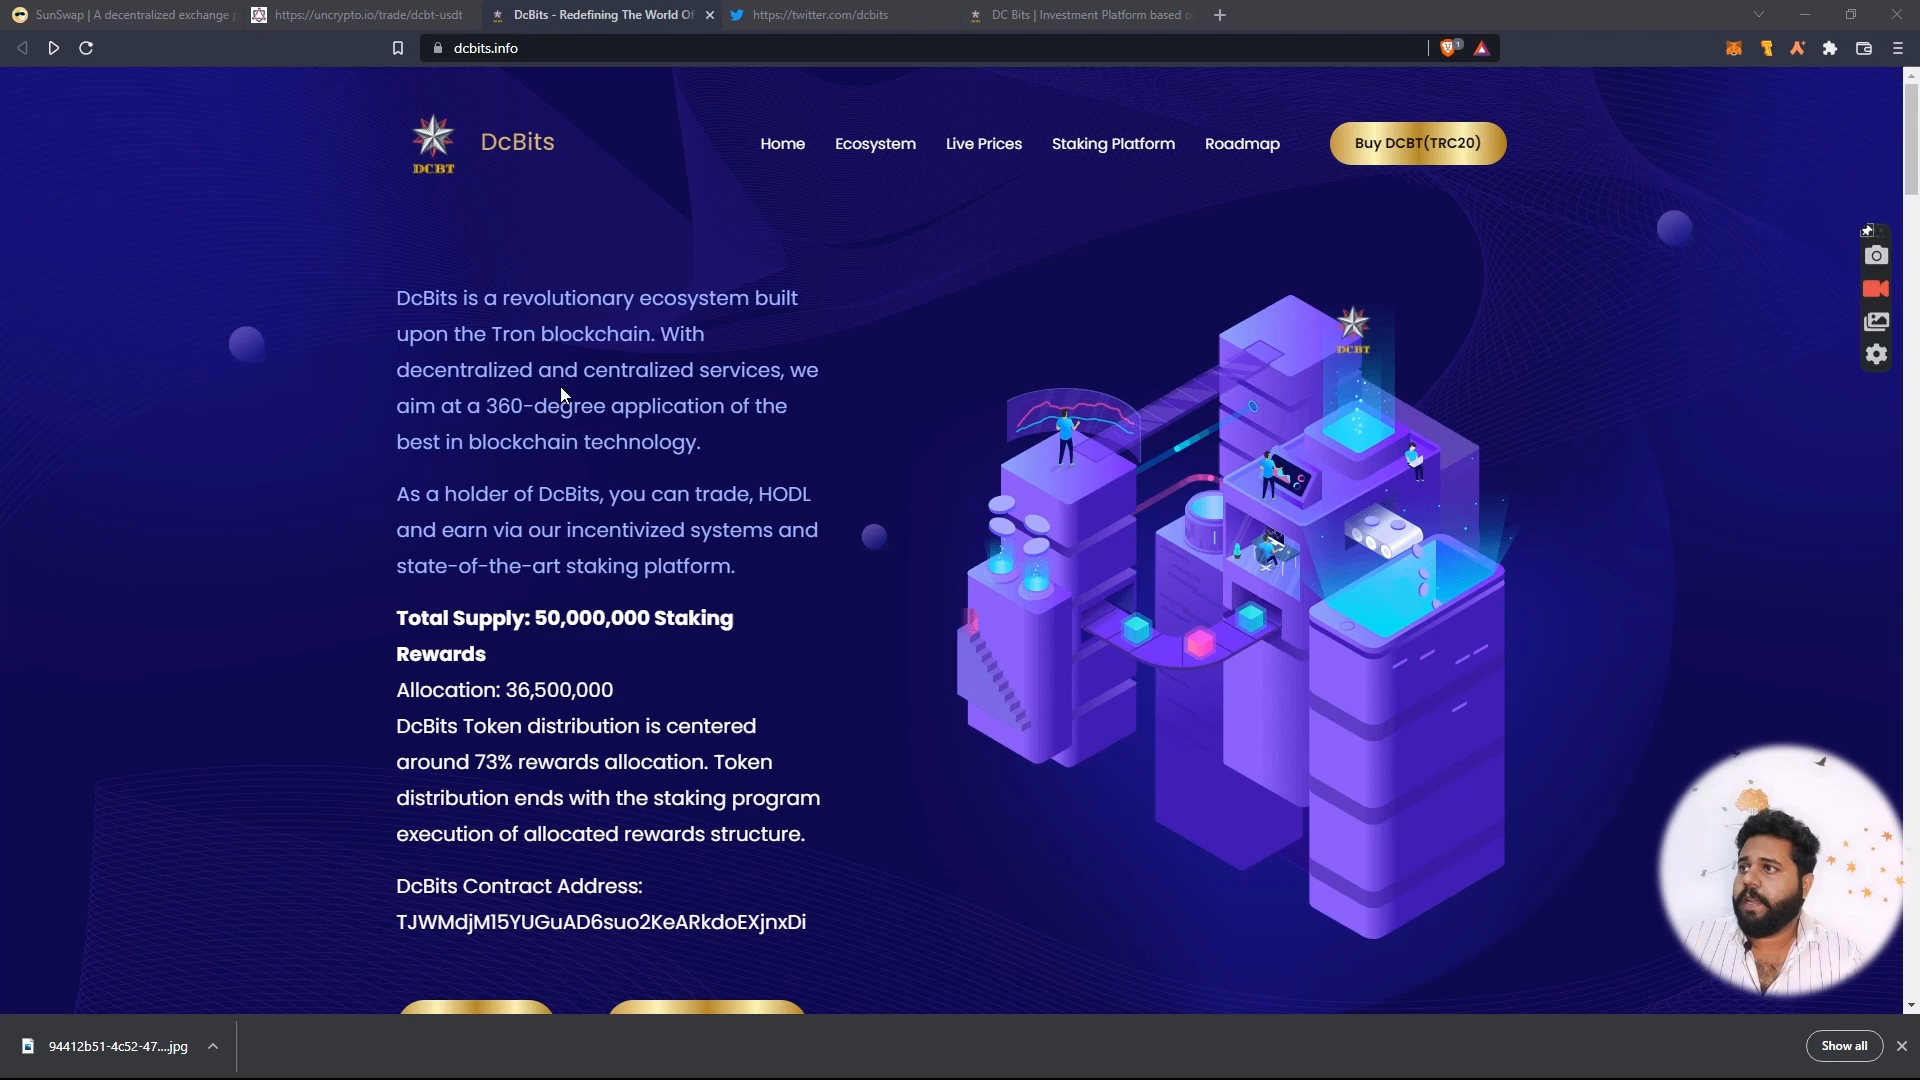 SunSwap | A decentralized exchange
https://uncrypto.io/trade/dcbt-usdt
DcBits - Redefining The World Of
https://twitter.com/dcbits
DC Bits | Investment Platform based
dcbits.info
1
DCBT
DcBits
Home
Ecosystem
Live Prices
Staking Platform
Roadmap
Buy DCBT(TRC20)
DcBits is a revolutionary ecosystem built
upon the Tron blockchain. With
decentralized and centralized services, we
aim at a 360-degree application of the
best in blockchain technology.
As a holder of DcBits, you can trade, HODL
and earn via our incentivized systems and
state-of-the-art staking platform.
Total Supply: 50,000,000 Staking
Rewards
Allocation: 36,500,000
DcBits Token distribution is centered
around 73% rewards allocation. Token
distribution ends with the staking program
execution of allocated rewards structure.
DcBits Contract Address:
TJWMdjM15YUGuAD6suo2KeARkdoEXjnxDi
DCBT
94412b51-4c52-47....jpg
Show all